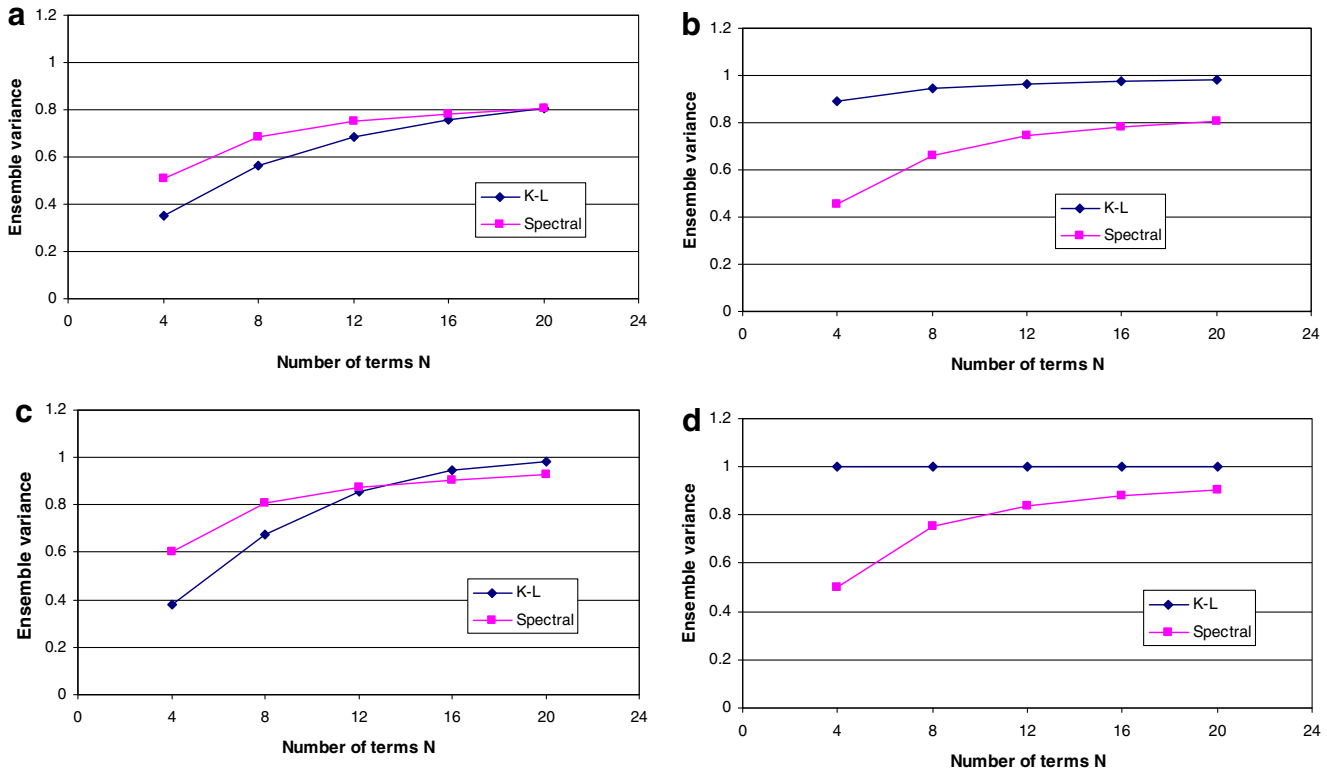 a
1.2
1
0.8
0.6
0.4
0.2
0
Ensemble variance
K-L
Spectral
0 4 8 12 16 20 24
Number of terms N
b
1.2
1
0.8
0.6
0.4
0.2
0
Ensemble variance
K-L
Spectral
0 4 8 12 16 20 24
Number of terms N
c
1.2
1
0.8
0.6
0.4
0.2
0
Ensemble variance
K-L
Spectral
0 4 8 12 16 20 24
Number of terms N
d
1.2
1
0.8
0.6
0.4
0.2
0
Ensemble variance
K-L
Spectral
0 4 8 12 16 20 24
Number of terms N